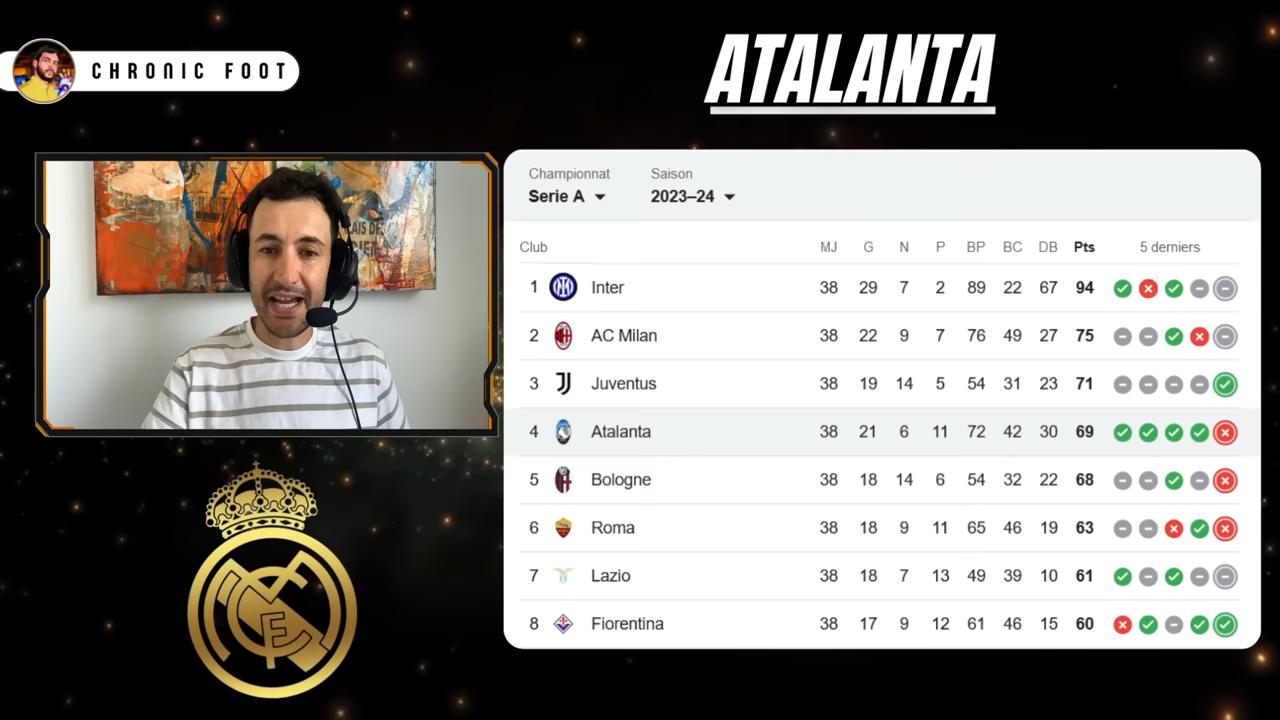 CHRONIC FOOT
ATALANTA
Championnat Saison
Serie A 2023–24
Club MJ G N P BP BC DB Pts 5 derniers
1 Inter 38 29 7 2 89 22 67 94
2 AC Milan 38 22 9 7 76 49 27 75
3 Juventus 38 19 14 5 54 31 23 71
4 Atalanta 38 21 6 11 72 42 30 69
5 Bologne 38 18 14 6 54 32 22 68
6 Roma 38 18 9 11 65 46 19 63
7 Lazio 38 18 7 13 49 39 10 61
8 Fiorentina 38 17 9 12 61 46 15 60